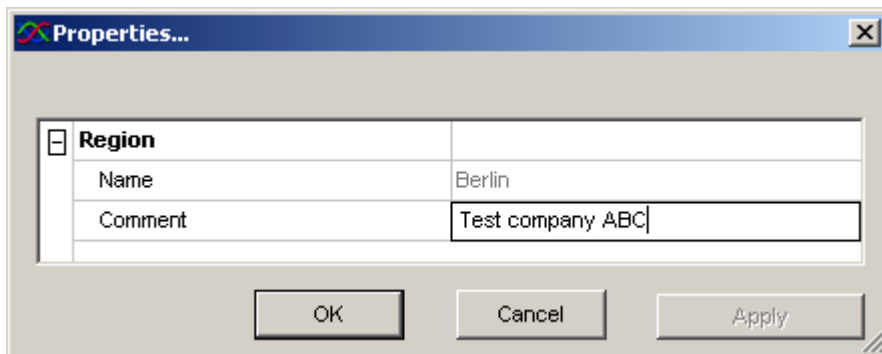 Properties...
Region
Name Berlin
Comment Test company ABC
OK Cancel Apply